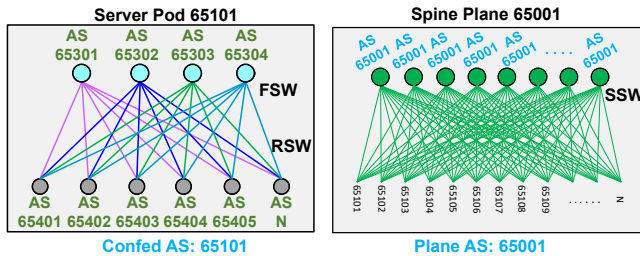 Server Pod 65101
AS AS AS AS
65301 65302 65303 65304
FSW
RSW
AS AS AS AS AS AS
65401 65402 65403 65404 65405 N
Confed AS: 65101
Spine Plane 65001
AS 65001
AS 65001
AS 65001
AS 65001
AS 65001
. . . .
AS 65001
SSW
65101
65102
65103
65104
65105
65106
65107
65108
65109
......
N
Plane AS: 65001